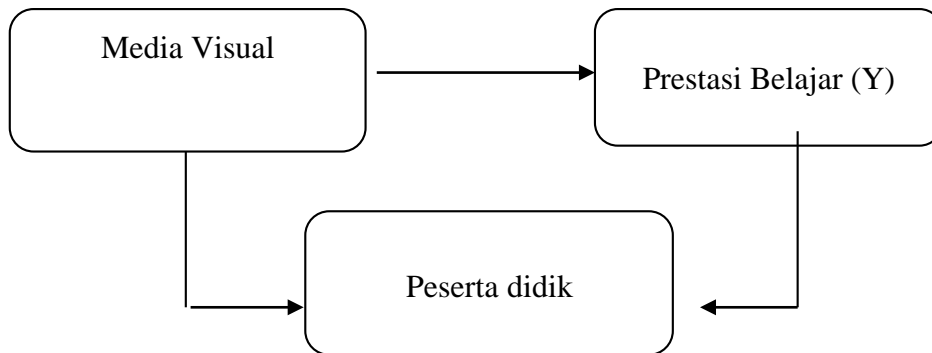 Media Visual
Prestasi Belajar (Y)
Peserta didik